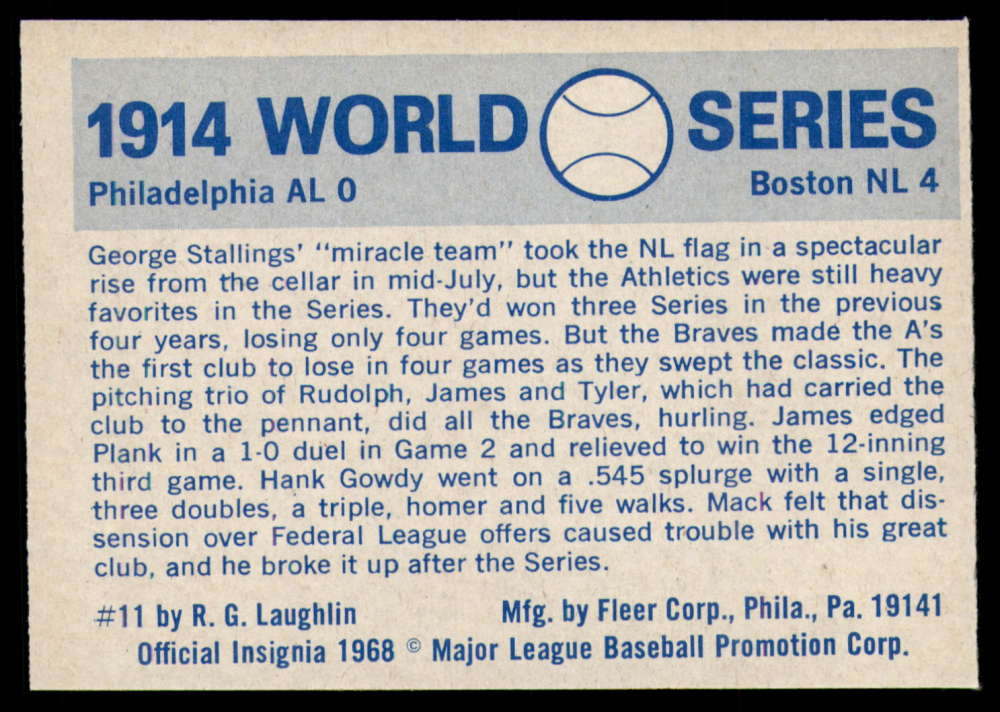 1914 WORLD SERIES
Philadelphia AL 0 Boston NL 4
George Stallings' "miracle team" took the NL flag in a spectacular
rise from the cellar in mid-July, but the Athletics were still heavy
favorites in the Series. They'd won three Series in the previous
four years, losing only four games. But the Braves made the A's
the first club to lose in four games as they swept the classic. The
pitching trio of Rudolph, James and Tyler, which had carried the
club to the pennant, did all the Braves, hurling. James edged
Plank in a 1-0 duel in Game 2 and relieved to win the 12-inning
third game. Hank Gowdy went on a .545 splurge with a single,
three doubles, a triple, homer and five walks. Mack felt that dis-
sension over Federal League offers caused trouble with his great
club, and he broke it up after the Series.
#11 by R. G. Laughlin Mfg. by Fleer Corp., Phila., Pa. 19141
Official Insignia 1968 © Major League Baseball Promotion Corp.